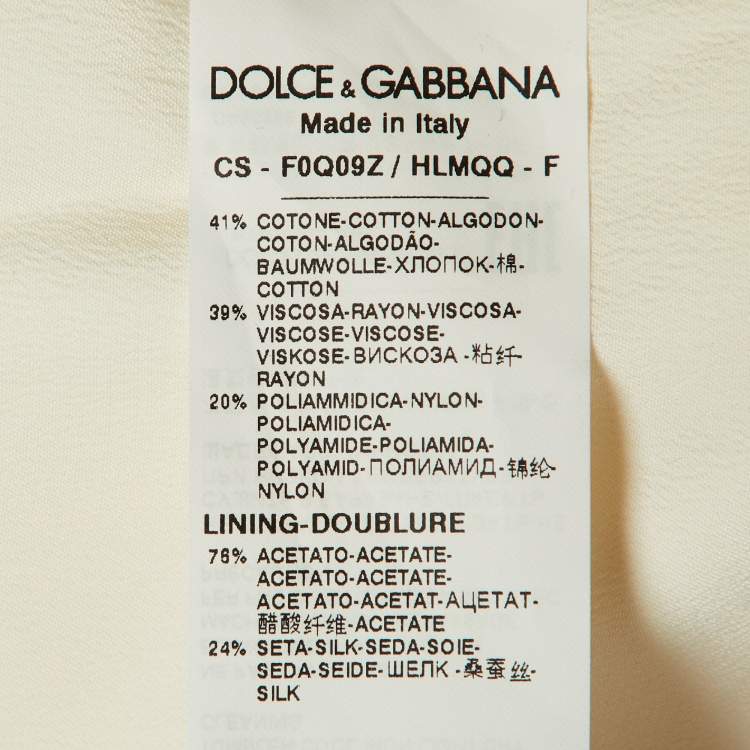 DOLCE & GABBANA
Made in Italy
CS - F0Q09Z / HLMQQ - F
41% COTONE-COTTON-ALGODON-
COTON-ALGODÃO-
BAUMWOLLE-ХЛОПОК-棉-
COTTON
39% VISCOSA-RAYON-VISCOSA-
VISCOSE-VISCOSE-
VISKOSE-ВИСКОЗА -粘纤-
RAYON
20% POLIAMMIDICA-NYLON-
POLIAMIDICA-
POLYAMIDE-POLIAMIDA-
POLYAMID-ПОЛИАМИД-锦纶-
NYLON
LINING-DOUBLURE
76% ACETATO-ACETATE-
ACETATO-ACETATE-
ACETATO-ACETAT-АЦЕТАТ-
醋酸纤维-ACETATE
24% SETA-SILK-SEDA-SOIE-
SEDA-SEIDE-ШЕЛК -桑蚕丝-
SILK